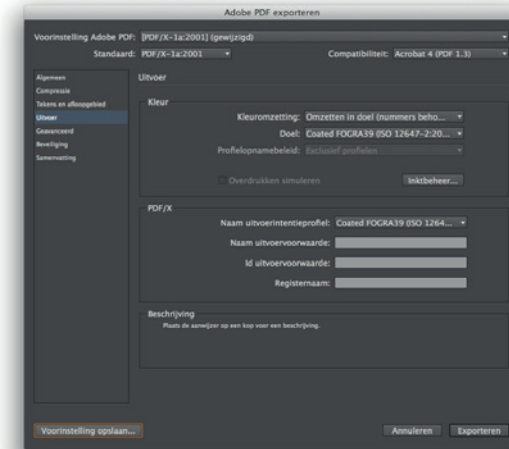 Adobe PDF exporteren
Voorinstelling Adobe PDF: [PDF/X-1a:2001] (gewijzigd)
Standaard: PDF/X-1a:2001 Compatibiliteit: Acrobat 4 (PDF 1.3)
Algemeen
Compressie
Tekens en afloopgebied
Uitvoer
Geavanceerd
Beveiliging
Samenvatting
Uitvoer
Kleur
Kleuromzetting: Omzetten in doel (nummers beho...
Doel: Coated FOGRA39 (ISO 12647-2:20...
Profielopnamebeleid: Exclusief profielen
Overdrukken simuleren Inktbeheer...
PDF/X
Naam uitvoerintentieprofiel: Coated FOGRA39 (ISO 1264...
Naam uitvoervoorwaarde:
Id uitvoervoorwaarde:
Registernaam:
Beschrijving
Plaats de aanwijzer op een kop voor een beschrijving.
Voorinstelling opslaan... Annuleren Exporteren